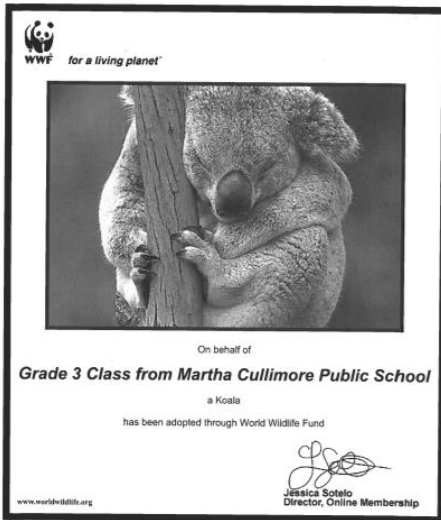 WWF
for a living planet®
On behalf of
Grade 3 Class from Martha Cullimore Public School
a Koala
has been adopted through World Wildlife Fund
Jessica Sotelo
www.worldwildlife.org
Director, Online Membership